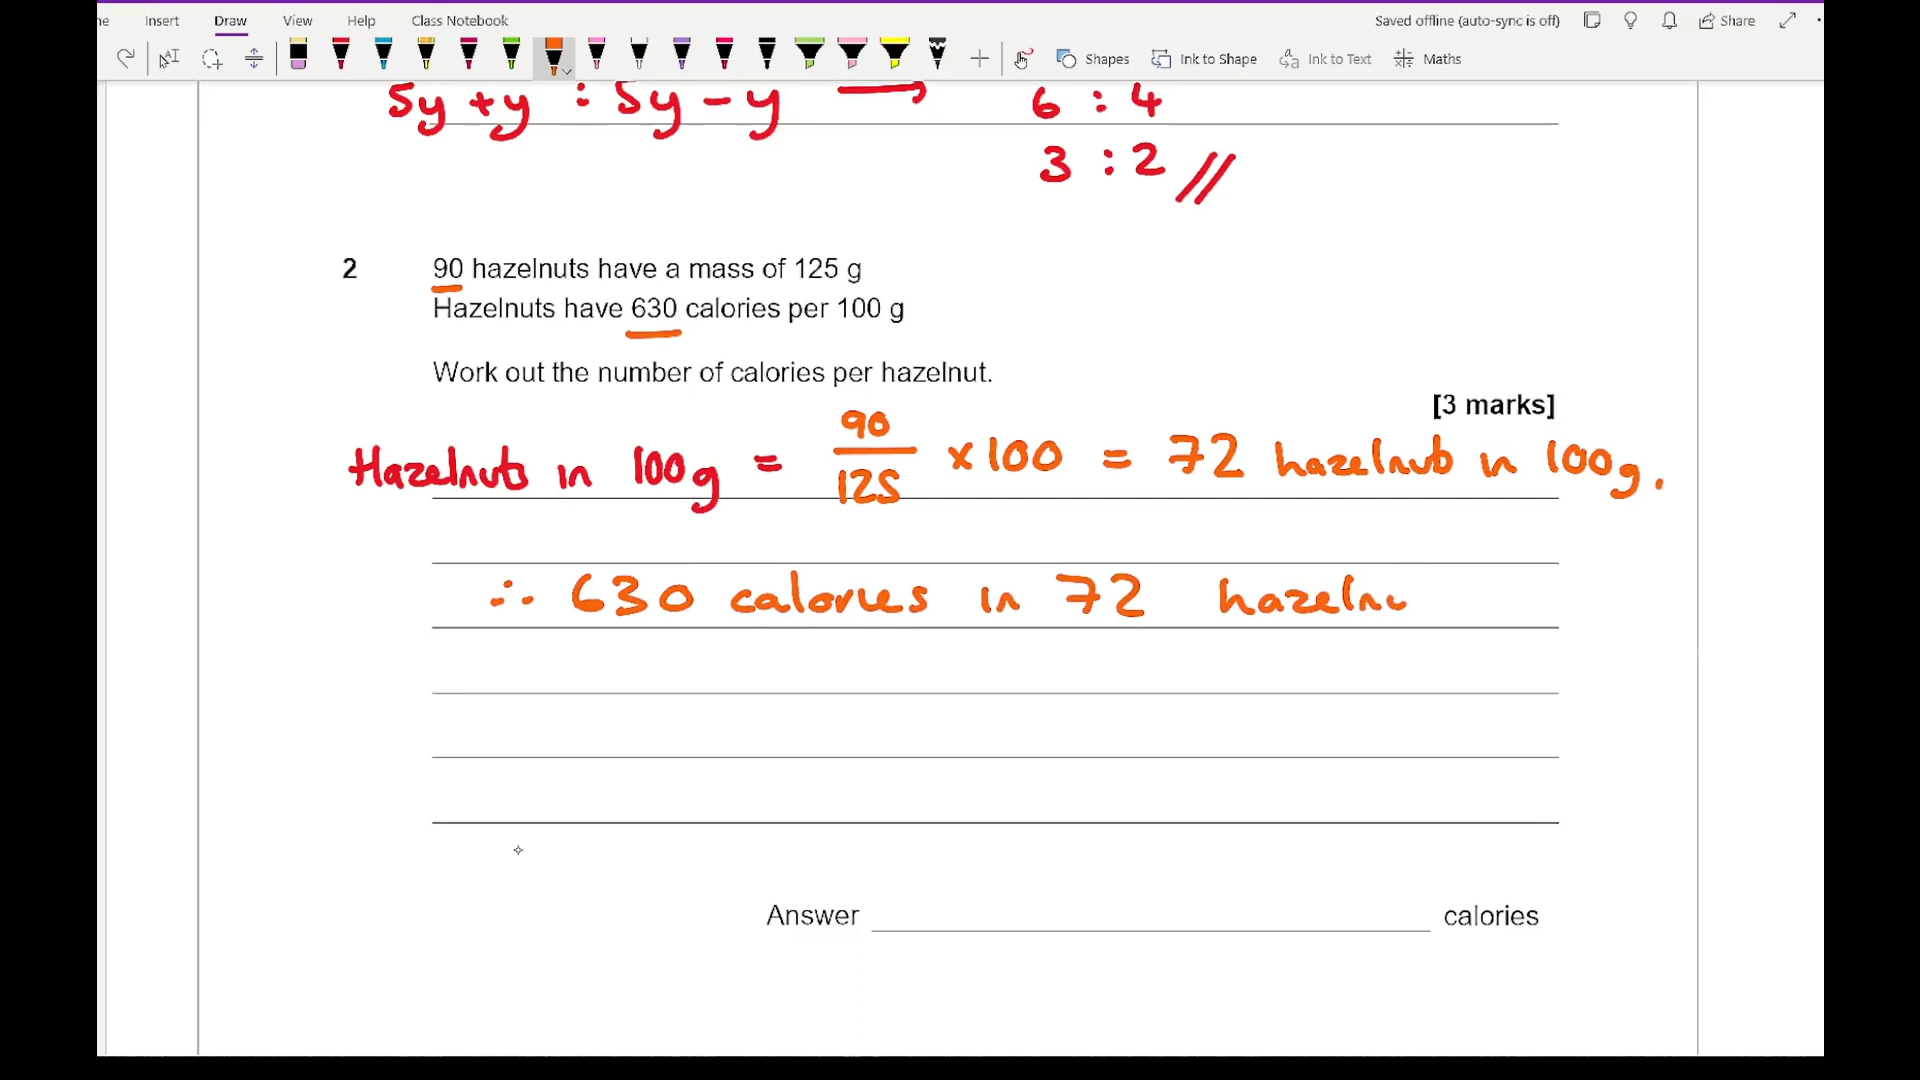 Insert Draw View Help Class Notebook Saved offline (auto-sync is off) Share
Shapes Ink to Shape Ink to Text Maths
5y + y : 5y - y → 6 : 4
3 : 2 //
2 90 hazelnuts have a mass of 125 g
Hazelnuts have 630 calories per 100 g
Work out the number of calories per hazelnut.
[3 marks]
Hazelnuts in 100g = 90/125 × 100 = 72 hazelnuts in 100g.
∴ 630 calories in 72 hazelnu
Answer calories